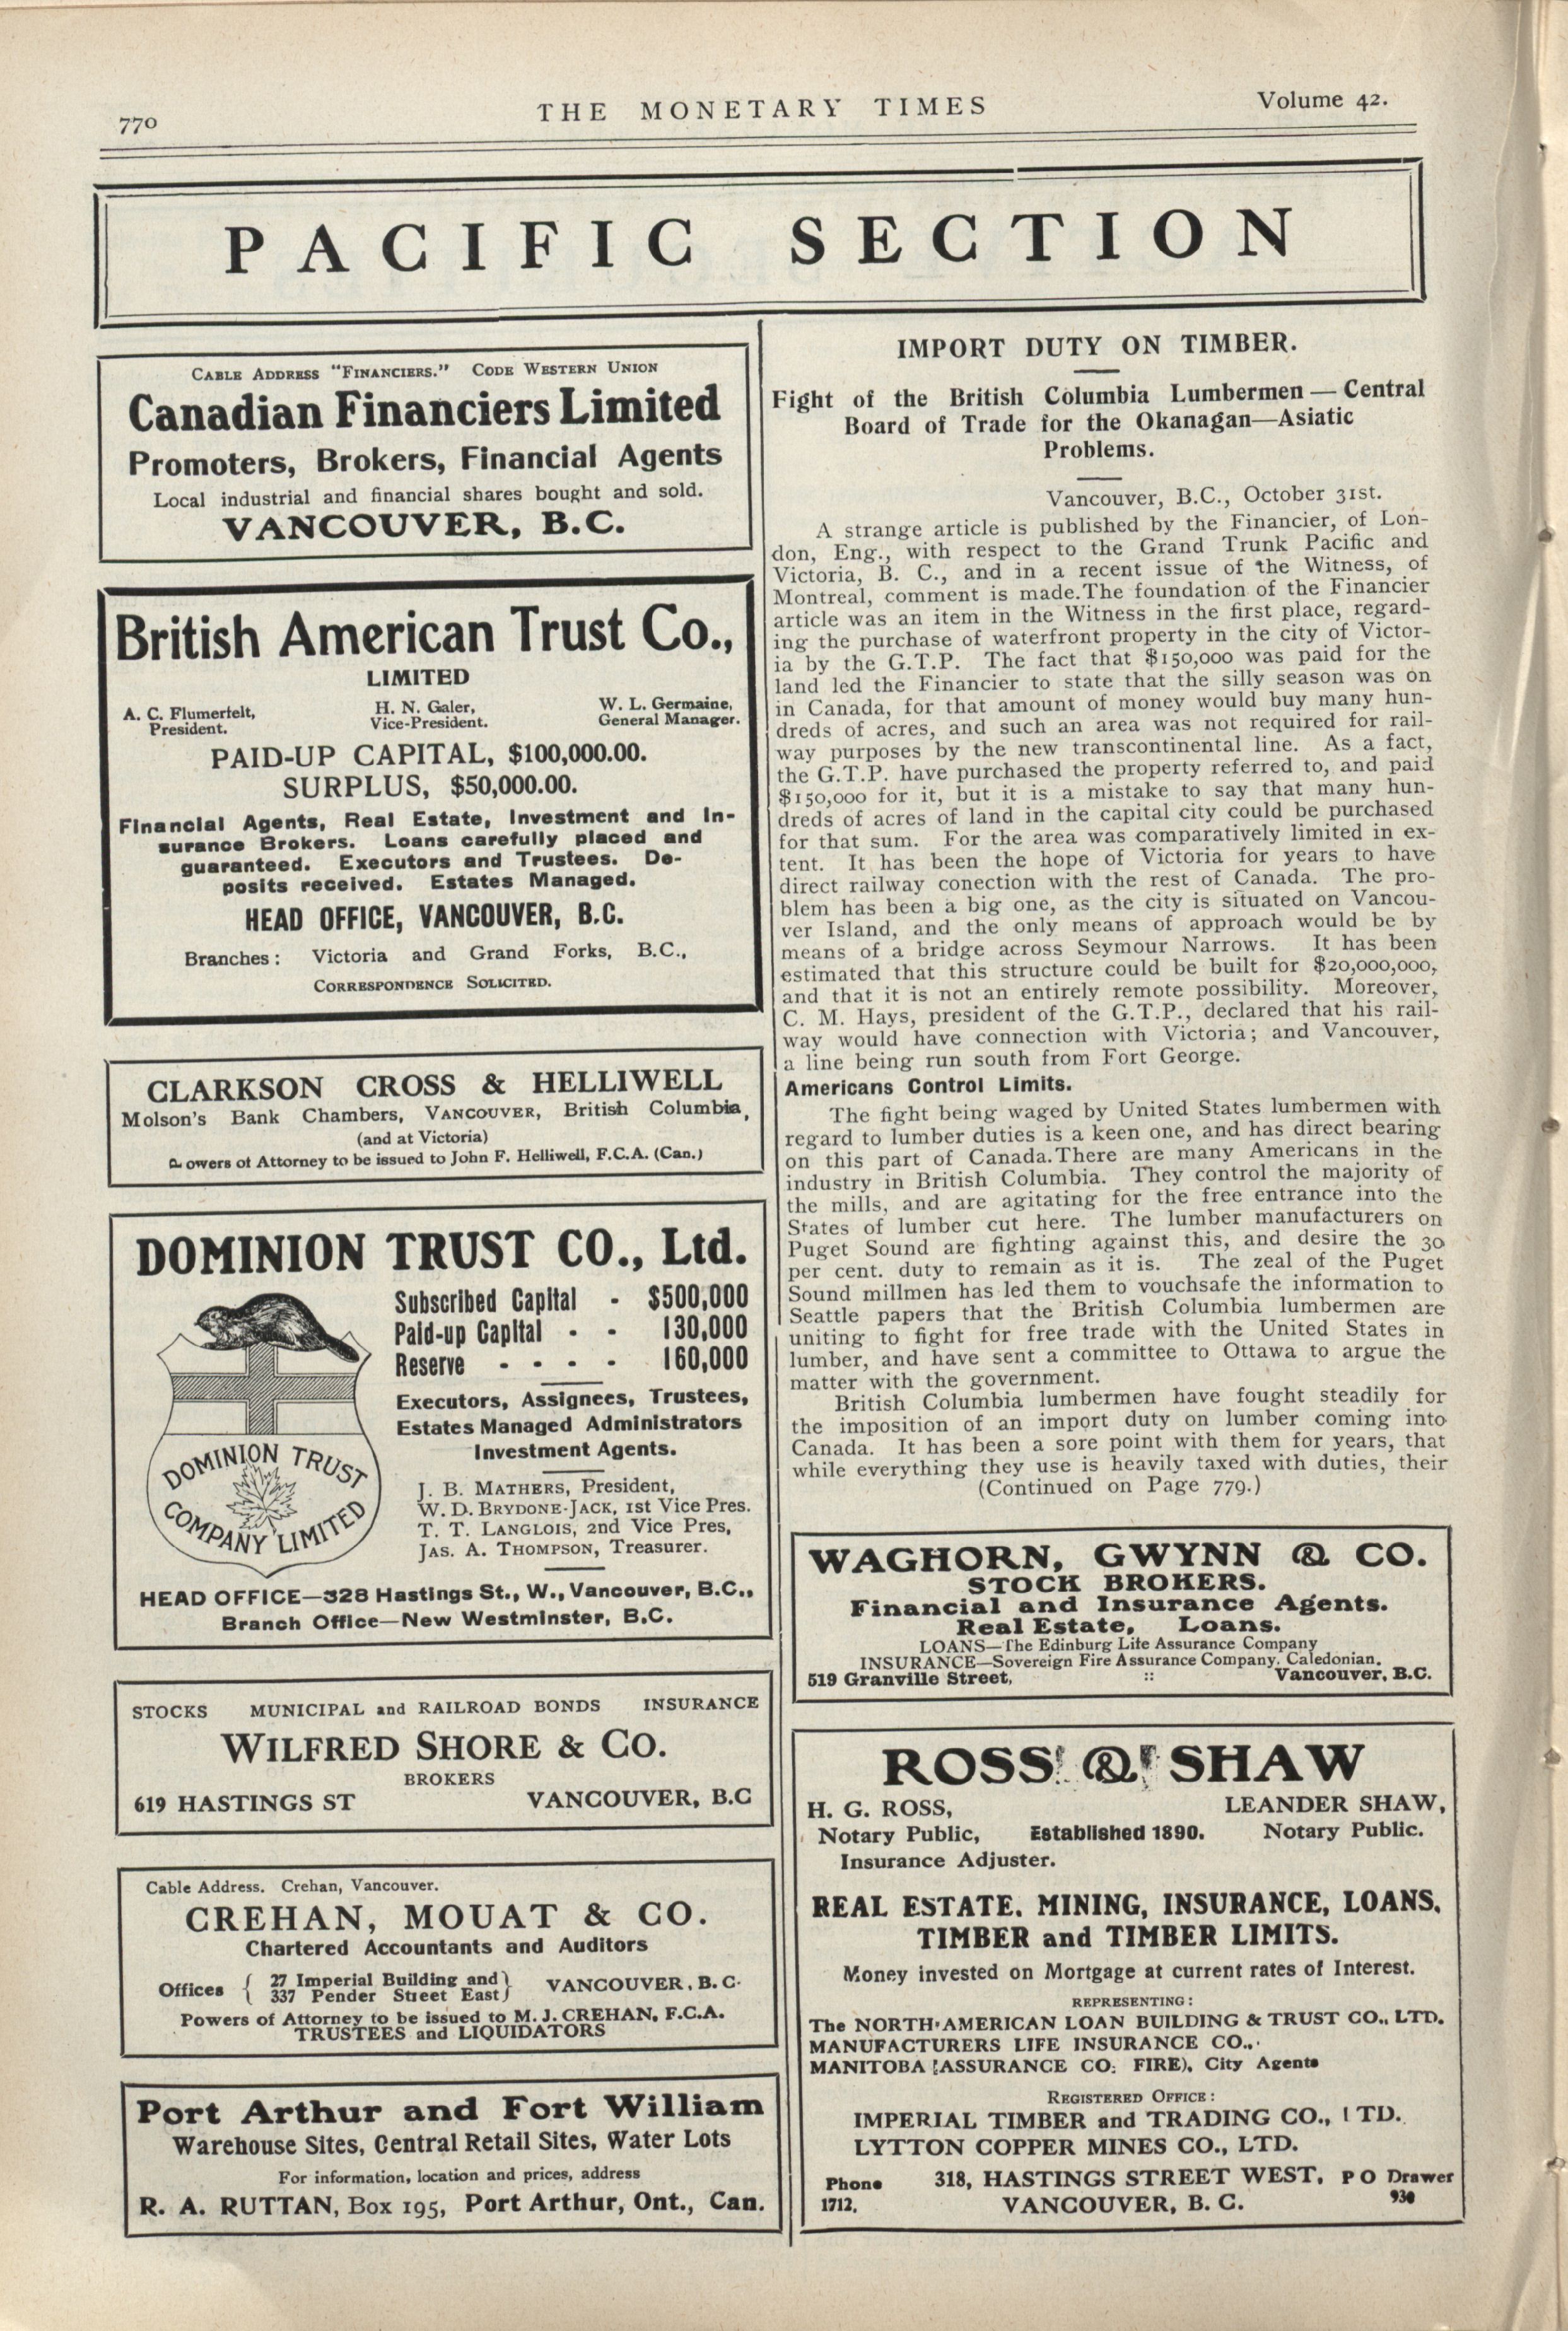 770
THE MONETARY TIMES
Volume 42.
PACIFIC SECTION
CABLE ADDRESS "FINANCIERS." CODE WESTERN UNION
Canadian Financiers Limited
Promoters, Brokers, Financial Agents
Local industrial and financial shares bought and sold.
VANCOUVER, B.C.
British American Trust Co.,
LIMITED
A. C. Flumerfelt, H. N. Galer, W. L. Germaine,
President. Vice-President. General Manager.
PAID-UP CAPITAL, $100,000.00.
SURPLUS, $50,000.00.
Financial Agents, Real Estate, Investment and In-
surance Brokers. Loans carefully placed and
guaranteed. Executors and Trustees. De-
posits received. Estates Managed.
HEAD OFFICE, VANCOUVER, B.C.
Branches: Victoria and Grand Forks, B.C.,
CORRESPONDENCE SOLICITED.
CLARKSON CROSS & HELLIWELL
Molson's Bank Chambers, VANCOUVER, British Columbia,
(and at Victoria)
Powers of Attorney to be issued to John F. Helliwell, F.C.A. (Can.)
DOMINION TRUST CO., Ltd.
Subscribed Capital - $500,000
Paid-up Capital - - 130,000
Reserve - - - - 160,000
Executors, Assignees, Trustees,
Estates Managed Administrators
Investment Agents.
J. B. MATHERS, President,
W. D. BRYDONE-JACK, 1st Vice Pres.
T. T. LANGLOIS, 2nd Vice Pres,
JAS. A. THOMPSON, Treasurer.
DOMINION TRUST
COMPANY LIMITED
HEAD OFFICE—328 Hastings St., W., Vancouver, B.C.,
Branch Office—New Westminster, B.C.
STOCKS MUNICIPAL and RAILROAD BONDS INSURANCE
WILFRED SHORE & CO.
BROKERS
619 HASTINGS ST VANCOUVER, B.C
Cable Address. Crehan, Vancouver.
CREHAN, MOUAT & CO.
Chartered Accountants and Auditors
Offices { 27 Imperial Building and } VANCOUVER, B. C.
337 Pender Street East
Powers of Attorney to be issued to M. J. CREHAN, F.C.A.
TRUSTEES and LIQUIDATORS
Port Arthur and Fort William
Warehouse Sites, Central Retail Sites, Water Lots
For information, location and prices, address
R. A. RUTTAN, Box 195, Port Arthur, Ont., Can.
IMPORT DUTY ON TIMBER.
Fight of the British Columbia Lumbermen — Central
Board of Trade for the Okanagan—Asiatic
Problems.
Vancouver, B.C., October 31st.
A strange article is published by the Financier, of Lon-
don, Eng., with respect to the Grand Trunk Pacific and
Victoria, B. C., and in a recent issue of the Witness, of
Montreal, comment is made.The foundation of the Financier
article was an item in the Witness in the first place, regard-
ing the purchase of waterfront property in the city of Victor-
ia by the G.T.P. The fact that $150,000 was paid for the
land led the Financier to state that the silly season was on
in Canada, for that amount of money would buy many hun-
dreds of acres, and such an area was not required for rail-
way purposes by the new transcontinental line. As a fact,
the G.T.P. have purchased the property referred to, and paid
$150,000 for it, but it is a mistake to say that many hun-
dreds of acres of land in the capital city could be purchased
for that sum. For the area was comparatively limited in ex-
tent. It has been the hope of Victoria for years to have
direct railway conection with the rest of Canada. The pro-
blem has been a big one, as the city is situated on Vancou-
ver Island, and the only means of approach would be by
means of a bridge across Seymour Narrows. It has been
estimated that this structure could be built for $20,000,000,
and that it is not an entirely remote possibility. Moreover,
C. M. Hays, president of the G.T.P., declared that his rail-
way would have connection with Victoria; and Vancouver,
a line being run south from Fort George.
Americans Control Limits.
The fight being waged by United States lumbermen with
regard to lumber duties is a keen one, and has direct bearing
on this part of Canada.There are many Americans in the
industry in British Columbia. They control the majority of
the mills, and are agitating for the free entrance into the
States of lumber cut here. The lumber manufacturers on
Puget Sound are fighting against this, and desire the 30
per cent. duty to remain as it is. The zeal of the Puget
Sound millmen has led them to vouchsafe the information to
Seattle papers that the British Columbia lumbermen are
uniting to fight for free trade with the United States in
lumber, and have sent a committee to Ottawa to argue the
matter with the government.
British Columbia lumbermen have fought steadily for
the imposition of an import duty on lumber coming into
Canada. It has been a sore point with them for years, that
while everything they use is heavily taxed with duties, their
(Continued on Page 779.)
WAGHORN, GWYNN & CO.
STOCK BROKERS.
Financial and Insurance Agents.
Real Estate, Loans.
LOANS—The Edinburg Life Assurance Company
INSURANCE—Sovereign Fire Assurance Company, Caledonian.
519 Granville Street, :: Vancouver, B.C.
ROSS & SHAW
H. G. ROSS, LEANDER SHAW,
Notary Public, Established 1890. Notary Public.
Insurance Adjuster.
REAL ESTATE. MINING, INSURANCE, LOANS,
TIMBER and TIMBER LIMITS.
Money invested on Mortgage at current rates of Interest.
REPRESENTING:
The NORTH AMERICAN LOAN BUILDING & TRUST CO., LTD.
MANUFACTURERS LIFE INSURANCE CO.,
MANITOBA (ASSURANCE CO. FIRE), City Agents
REGISTERED OFFICE:
IMPERIAL TIMBER and TRADING CO., LTD.
LYTTON COPPER MINES CO., LTD.
Phone 318, HASTINGS STREET WEST, P O Drawer
1712, VANCOUVER, B. C. 930